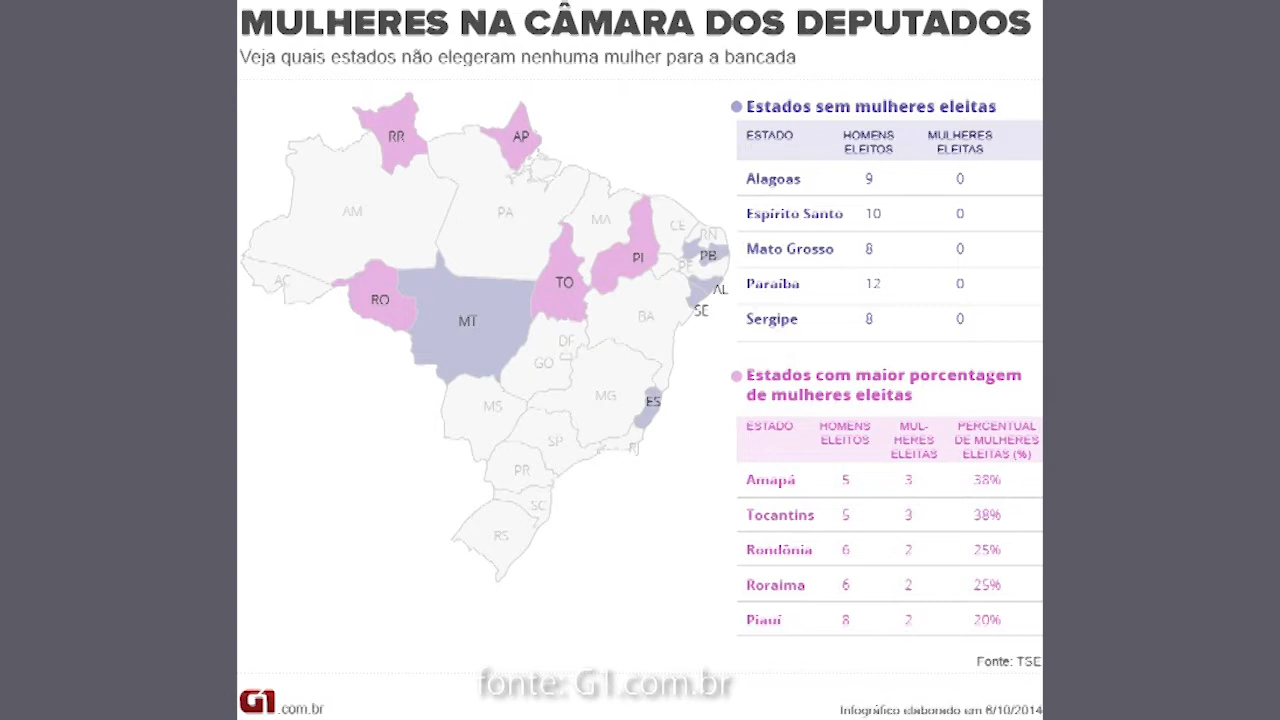 MULHERES NA CÂMARA DOS DEPUTADOS
Veja quais estados não elegeram nenhuma mulher para a bancada
RR
AP
AM
PA
MA
CE
RN
PB
PE
PI
AC
RO
TO
AL
SE
MT
BA
DF
GO
MG
ES
MS
SP
RJ
PR
SC
RS
Estados sem mulheres eleitas
ESTADO HOMENS ELEITOS MULHERES ELEITAS
Alagoas 9 0
Espírito Santo 10 0
Mato Grosso 8 0
Paraíba 12 0
Sergipe 8 0
Estados com maior porcentagem
de mulheres eleitas
ESTADO HOMENS ELEITOS MUL-HERES ELEITAS PERCENTUAL DE MULHERES ELEITAS (%)
Amapá 5 3 38%
Tocantins 5 3 38%
Rondônia 6 2 25%
Roraima 6 2 25%
Piauí 8 2 20%
Fonte: TSE
fonte: G1.com.br
G1.com.br
Infográfico elaborado em 8/10/2014